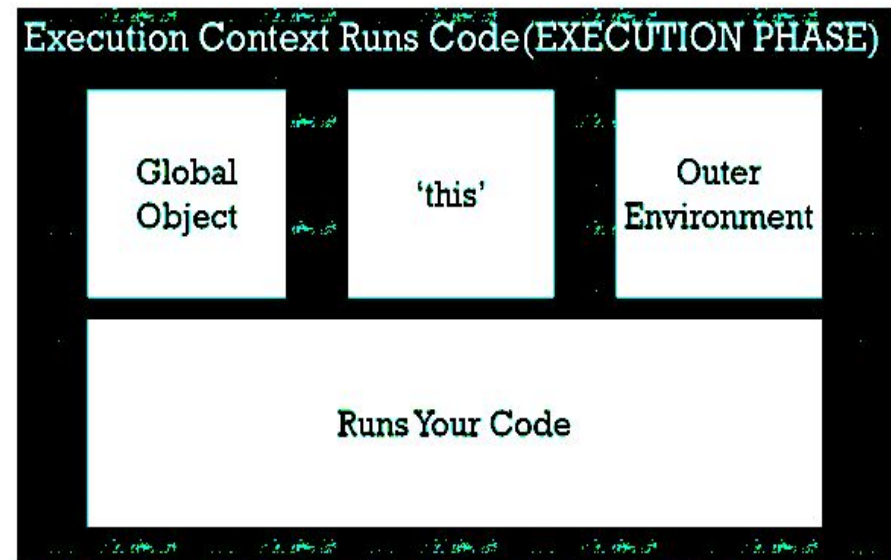 Execution Context Runs Code(EXECUTION PHASE)
Global
Object
‘this’
Outer
Environment
Runs Your Code